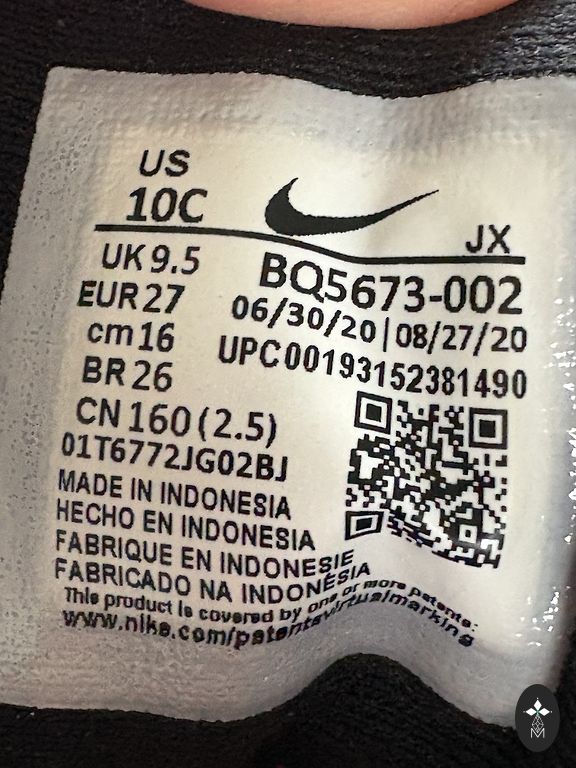 US
10C
JX
UK 9.5
BQ5673-002
EUR 27
06/30/20 | 08/27/20
cm 16
UPC 00193152381490
BR 26
CN 160 (2.5)
01T6772JG02BJ
MADE IN INDONESIA
HECHO EN INDONESIA
FABRIQUE EN INDONESIE
FABRICADO NA INDONÉSIA
This product is covered by one or more patents:
www.nike.com/patentsvirtualmarking
M